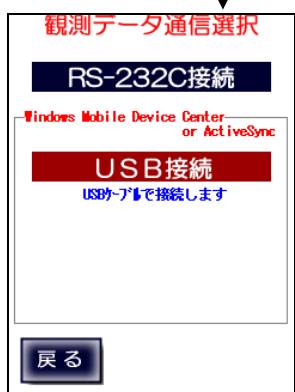 観測データ通信選択
RS-232C接続
Windows Mobile Device Center
or ActiveSync
USB接続
USBｹｰﾌﾞﾙで接続します
戻る